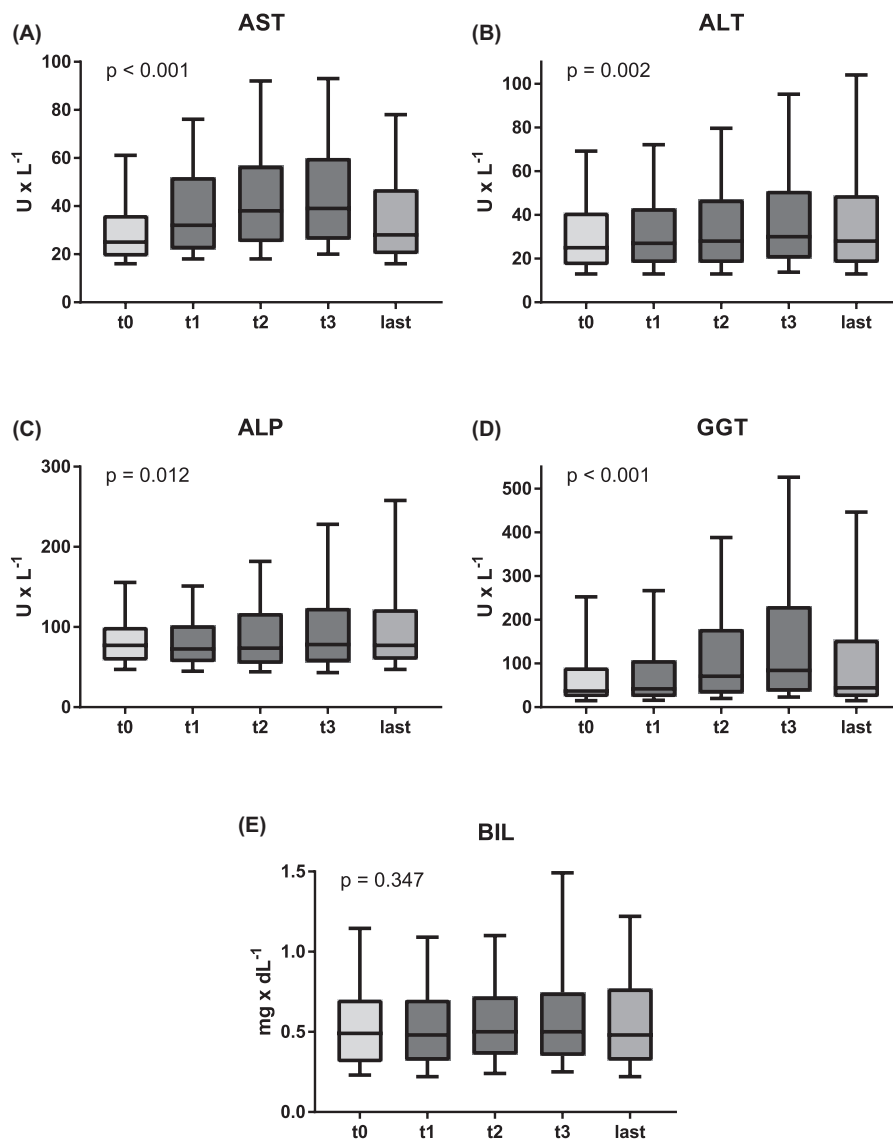 (A)
AST
p < 0.001
U x L⁻¹
100
80
60
40
20
0
t0 t1 t2 t3 last
(B)
ALT
p = 0.002
U x L⁻¹
100
80
60
40
20
0
t0 t1 t2 t3 last
(C)
ALP
p = 0.012
U x L⁻¹
300
200
100
0
t0 t1 t2 t3 last
(D)
GGT
p < 0.001
U x L⁻¹
500
400
300
200
100
0
t0 t1 t2 t3 last
(E)
BIL
p = 0.347
mg x dL⁻¹
1.5
1.0
0.5
0.0
t0 t1 t2 t3 last